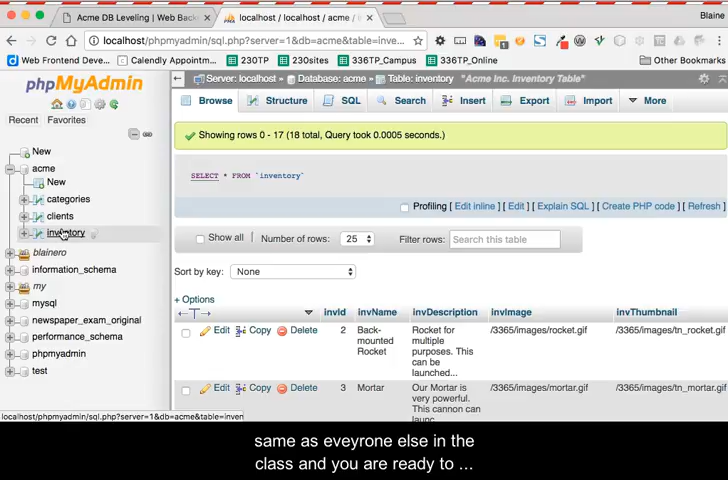 Acme DB Leveling | Web Back
localhost / localhost / acme /
Blaine
localhost/phpmyadmin/sql.php?server=1&db=acme&table=inve...
Apps
Web Frontend Devel...
Calendly Appointme...
230TP
230sites
336TP
336TP_Online
Other Bookmarks
phpMyAdmin
Recent Favorites
New
acme
New
categories
clients
inventory
blainero
information_schema
my
mysql
newspaper_exam_original
performance_schema
phpmyadmin
test
Server: localhost » Database: acme » Table: inventory "Acme Inc. Inventory Table"
Browse Structure SQL Search Insert Export Import More
Showing rows 0 - 17 (18 total, Query took 0.0005 seconds.)
SELECT * FROM `inventory`
Profiling [ Edit inline ] [ Edit ] [ Explain SQL ] [ Create PHP code ] [ Refresh ]
Show all Number of rows: 25 Filter rows: Search this table
Sort by key: None
+ Options
←T→ invId invName invDescription invImage invThumbnail
Edit Copy Delete 2 Back-mounted Rocket Rocket for multiple purposes. This can be launched... /3365/images/rocket.gif /3365/images/tn_rocket.gif
Edit Copy Delete 3 Mortar Our Mortar is very powerful. This cannon can launc... /3365/images/mortar.gif /3365/images/tn_mortar.gif
localhost/phpmyadmin/sql.php?server=1&db=acme&table=inven
same as eveyrone else in the
class and you are ready to ...